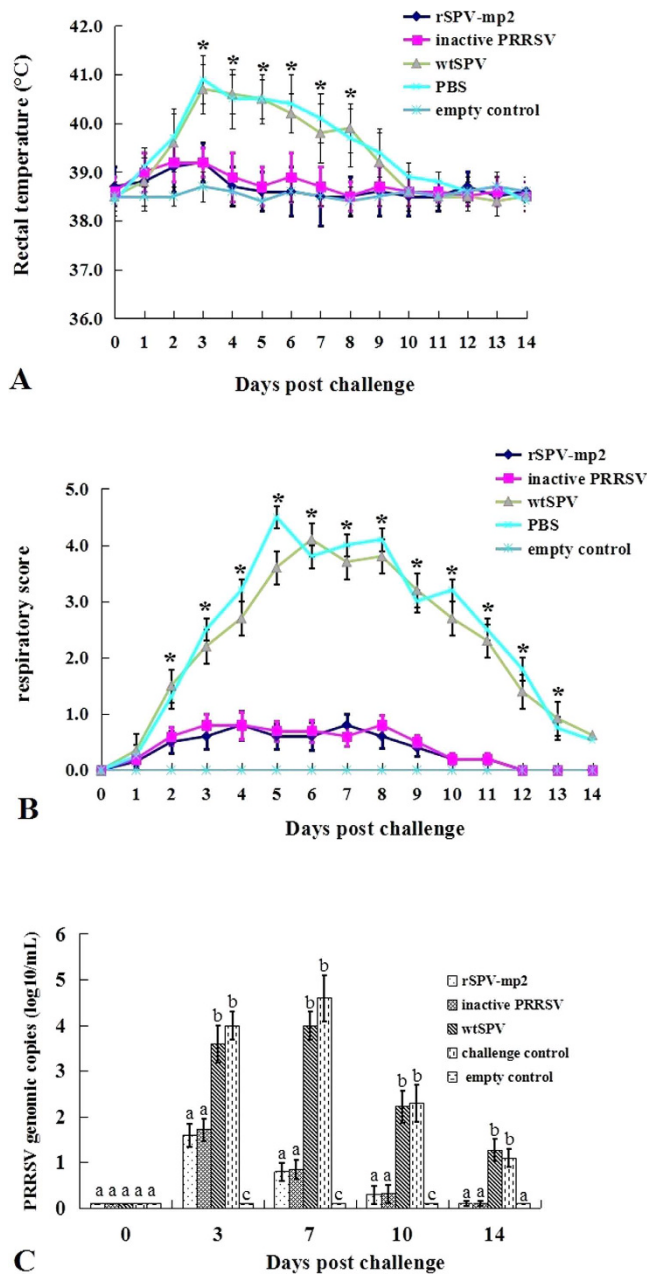 rSPV-mp2
inactive PRRSV
wtSPV
PBS
empty control
Rectal temperature (°C)
42.0
41.0
40.0
39.0
38.0
37.0
36.0
* * * * * *
0 1 2 3 4 5 6 7 8 9 10 11 12 13 14
Days post challenge
A
rSPV-mp2
inactive PRRSV
wtSPV
PBS
empty control
respiratory score
5.0
4.0
3.0
2.0
1.0
0.0
* * * * * * * * * * * *
0 1 2 3 4 5 6 7 8 9 10 11 12 13 14
Days post challenge
B
PRRSV genomic copies (log10/mL)
6
5
4
3
2
1
0
rSPV-mp2
inactive PRRSV
wtSPV
challenge control
empty control
a a a a a
a a b b c
a a b b c
a a b b c
a a b b a
0 3 7 10 14
Days post challenge
C